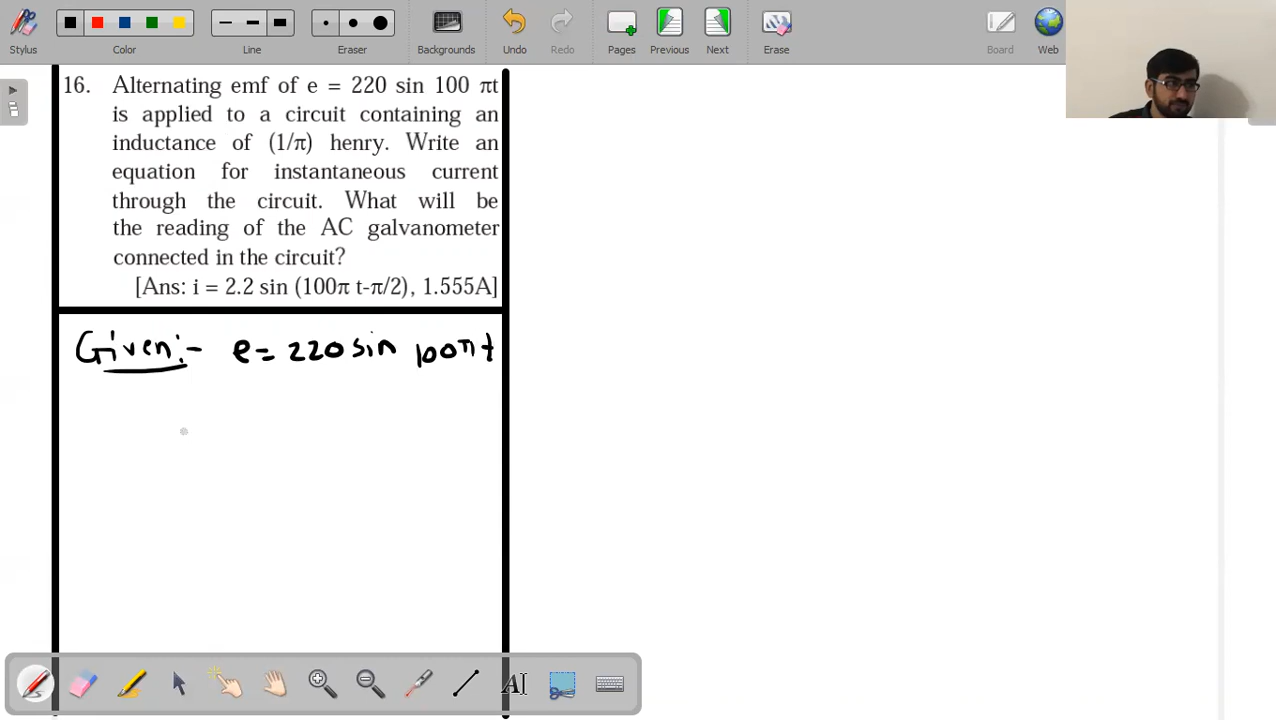 Stylus
Color
Line
Eraser
Backgrounds
Undo
Redo
Pages
Previous
Next
Erase
Board
Web
16. Alternating emf of e = 220 sin 100 πt
is applied to a circuit containing an
inductance of (1/π) henry. Write an
equation for instantaneous current
through the circuit. What will be
the reading of the AC galvanometer
connected in the circuit?
[Ans: i = 2.2 sin (100π t-π/2), 1.555A]
Given:- e = 220 sin 100π t
A